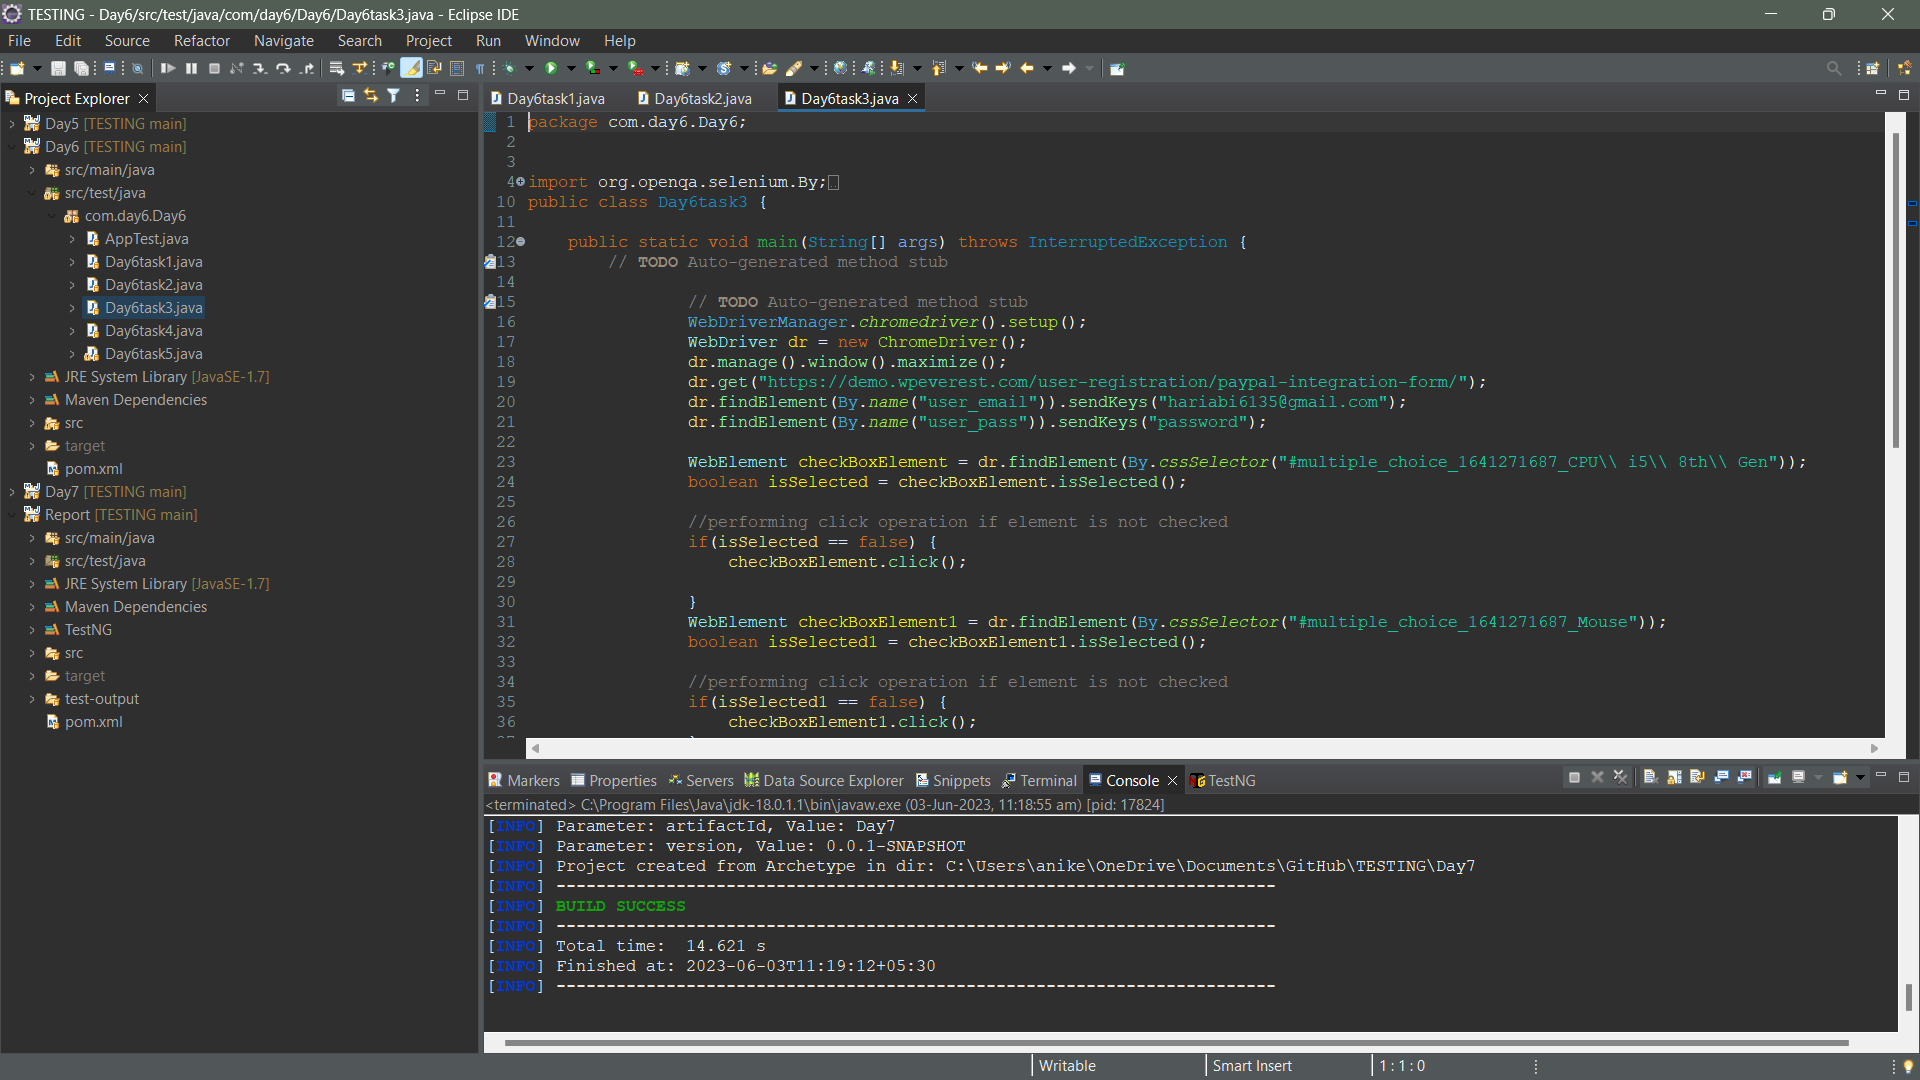 TESTING - Day6/src/test/java/com/day6/Day6/Day6task3.java - Eclipse IDE
File Edit Source Refactor Navigate Search Project Run Window Help
Project Explorer
Day5 [TESTING main]
Day6 [TESTING main]
src/main/java
src/test/java
com.day6.Day6
AppTest.java
Day6task1.java
Day6task2.java
Day6task3.java
Day6task4.java
Day6task5.java
JRE System Library [JavaSE-1.7]
Maven Dependencies
src
target
pom.xml
Day7 [TESTING main]
Report [TESTING main]
src/main/java
src/test/java
JRE System Library [JavaSE-1.7]
Maven Dependencies
TestNG
src
target
test-output
pom.xml
Day6task1.java Day6task2.java Day6task3.java
1 package com.day6.Day6;
2
3
4 import org.openqa.selenium.By;
10 public class Day6task3 {
11
12 public static void main(String[] args) throws InterruptedException {
13 // TODO Auto-generated method stub
14
15 // TODO Auto-generated method stub
16 WebDriverManager.chromedriver().setup();
17 WebDriver dr = new ChromeDriver();
18 dr.manage().window().maximize();
19 dr.get("https://demo.wpeverest.com/user-registration/paypal-integration-form/");
20 dr.findElement(By.name("user_email")).sendKeys("hariabi6135@gmail.com");
21 dr.findElement(By.name("user_pass")).sendKeys("password");
22
23 WebElement checkBoxElement = dr.findElement(By.cssSelector("#multiple_choice_1641271687_CPU\\ i5\\ 8th\\ Gen"));
24 boolean isSelected = checkBoxElement.isSelected();
25
26 //performing click operation if element is not checked
27 if(isSelected == false) {
28 checkBoxElement.click();
29
30 }
31 WebElement checkBoxElement1 = dr.findElement(By.cssSelector("#multiple_choice_1641271687_Mouse"));
32 boolean isSelected1 = checkBoxElement1.isSelected();
33
34 //performing click operation if element is not checked
35 if(isSelected1 == false) {
36 checkBoxElement1.click();
Markers Properties Servers Data Source Explorer Snippets Terminal Console TestNG
<terminated> C:\Program Files\Java\jdk-18.0.1.1\bin\javaw.exe (03-Jun-2023, 11:18:55 am) [pid: 17824]
[INFO] Parameter: artifactId, Value: Day7
[INFO] Parameter: version, Value: 0.0.1-SNAPSHOT
[INFO] Project created from Archetype in dir: C:\Users\anike\OneDrive\Documents\GitHub\TESTING\Day7
[INFO] ------------------------------------------------------------------------
[INFO] BUILD SUCCESS
[INFO] ------------------------------------------------------------------------
[INFO] Total time:  14.621 s
[INFO] Finished at: 2023-06-03T11:19:12+05:30
[INFO] ------------------------------------------------------------------------
Writable Smart Insert 1 : 1 : 0